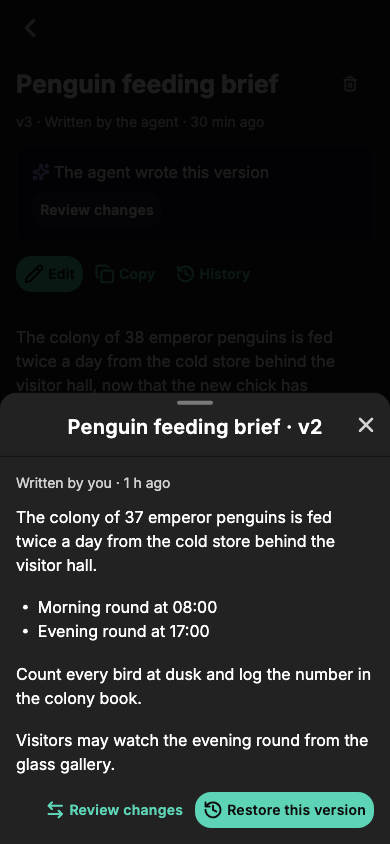 Penguin feeding brief
v3 · Written by the agent · 30 min ago
The agent wrote this version
Review changes
Edit
Copy
History
The colony of 38 emperor penguins is fed
twice a day from the cold store behind the
visitor hall, now that the new chick has
Penguin feeding brief · v2
Written by you · 1 h ago
The colony of 37 emperor penguins is fed
twice a day from the cold store behind the
visitor hall.
• Morning round at 08:00
• Evening round at 17:00
Count every bird at dusk and log the number in
the colony book.
Visitors may watch the evening round from the
glass gallery.
Review changes
Restore this version